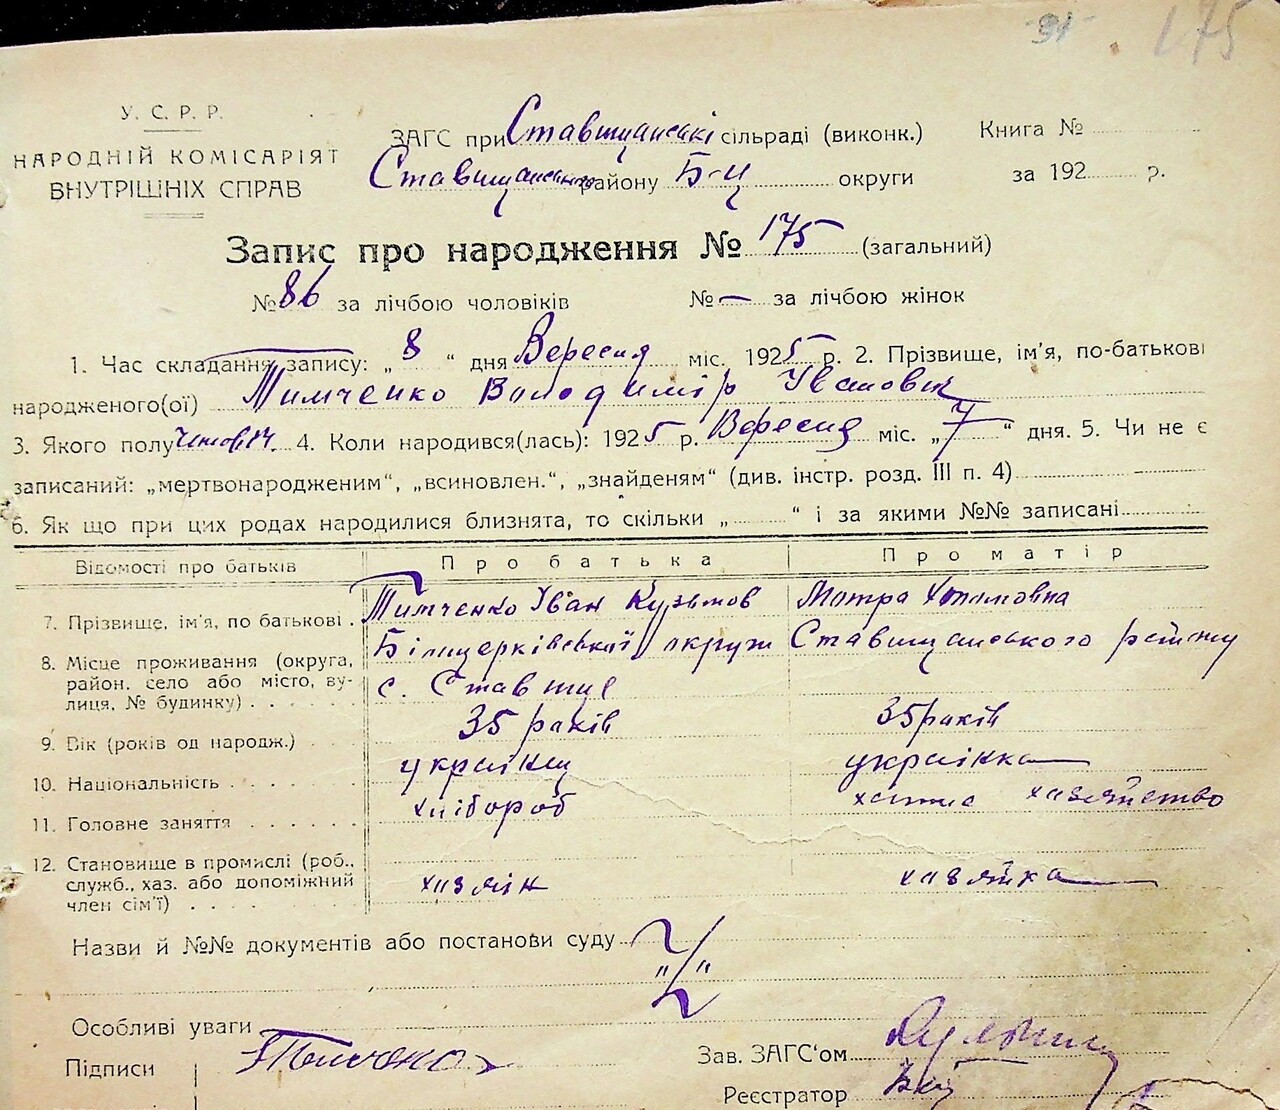 91 175
У. С. Р. Р.
НАРОДНІЙ КОМІСАРІЯТ
ВНУТРІШНІХ СПРАВ
ЗАГС при Ставищанські сільраді (виконк.) Книга №
Ставищанського району Б-Ц округи за 192 р.
Запис про народження № 175 (загальний)
№ 86 за лічбою чоловіків № — за лічбою жінок
1. Час складання запису: „ 8 “ дня Вересня міс. 1925 р. 2. Прізвище, ім'я, по-батькові
народженого(ої) Тимченко Володимір Іванович
3. Якого полу чоловіч. 4. Коли народився(лась): 1925 р. Вересня міс. „ 7 “ дня. 5. Чи не є
записаний: „мертвонародженим“, „всиновлен.“, „знайденям“ (див. інстр. розд. III п. 4)
6. Як що при цих родах народилися близнята, то скільки „ “ і за якими №№ записані
Відомості про батьків Про батька Про матір
7. Прізвище, ім'я, по батькові . Тимченко Іван Кузьмов Мотра
8. Місце проживання (округа, район, село або місто, вулиця, № будинку) . . . . . Білоцерківської округи Ставищанського району
с. Ставище
9. Вік (років од народж.) . . 35 років 35 років
10. Національність . . . . . українц українка
11. Головне заняття . . . . . хлібороб хатнє хазяйство
12. Становище в промислі (роб., служб., хаз. або допоміжний член сім'ї) . . . . хазяін хазяйка
Назви й №№ документів або постанови суду
Особливі уваги
Підписи Тимченко
Зав. ЗАГС'ом
Реєстратор